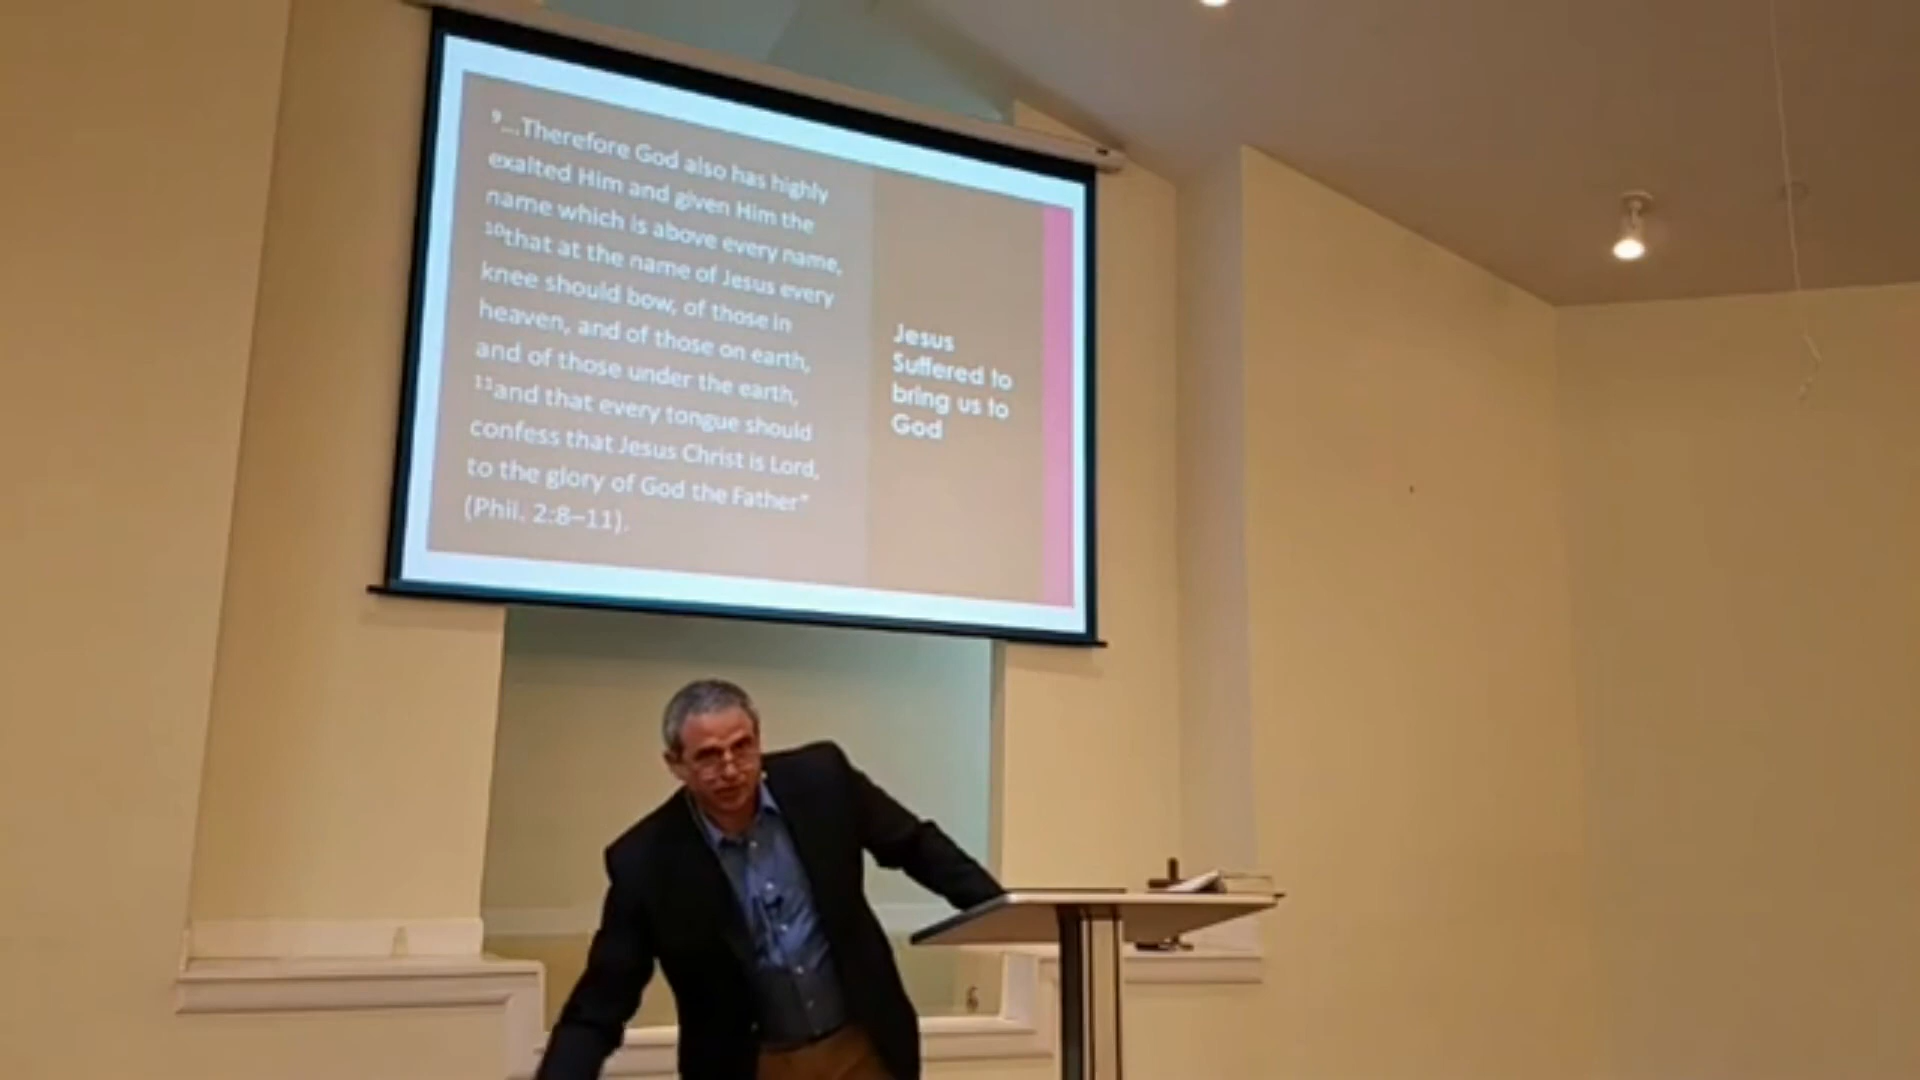 ⁹...Therefore God also has highly
exalted Him and given Him the
name which is above every name,
¹⁰that at the name of Jesus every
knee should bow, of those in
heaven, and of those on earth,
and of those under the earth,
¹¹and that every tongue should
confess that Jesus Christ is Lord,
to the glory of God the Father”
(Phil. 2:8–11).
Jesus
Suffered to
bring us to
God